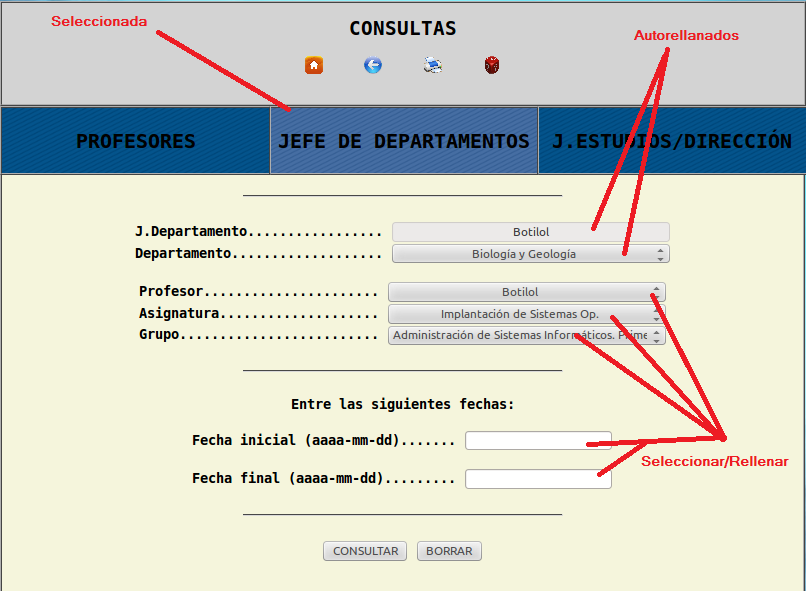 CONSULTAS
Seleccionada
Autorellanados
PROFESORES
JEFE DE DEPARTAMENTOS
J.ESTUDIOS/DIRECCIÓN
J.Departamento................. Botilol
Departamento................... Biología y Geología
Profesor...................... Botilol
Asignatura.................... Implantación de Sistemas Op.
Grupo......................... Administración de Sistemas Informáticos. Prime
Entre las siguientes fechas:
Fecha inicial (aaaa-mm-dd).......
Seleccionar/Rellenar
Fecha final (aaaa-mm-dd).........
CONSULTAR BORRAR